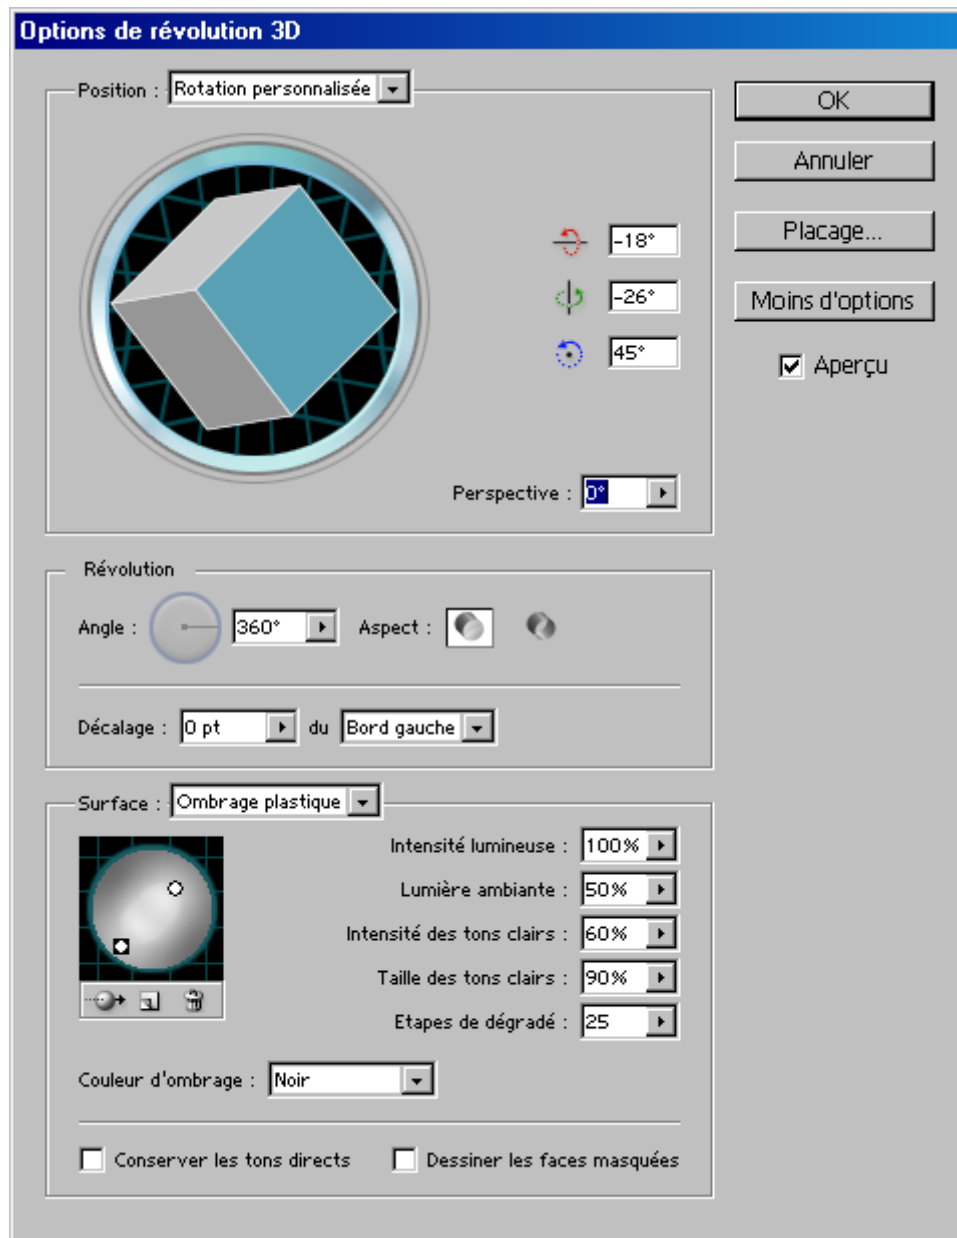 Options de révolution 3D
Position : Rotation personnalisée
OK
Annuler
Placage...
Moins d'options
Aperçu
-18°
-26°
45°
Perspective : 0°
Révolution
Angle : 360° Aspect :
Décalage : 0 pt du Bord gauche
Surface : Ombrage plastique
Intensité lumineuse : 100%
Lumière ambiante : 50%
Intensité des tons clairs : 60%
Taille des tons clairs : 90%
Etapes de dégradé : 25
Couleur d'ombrage : Noir
Conserver les tons directs
Dessiner les faces masquées